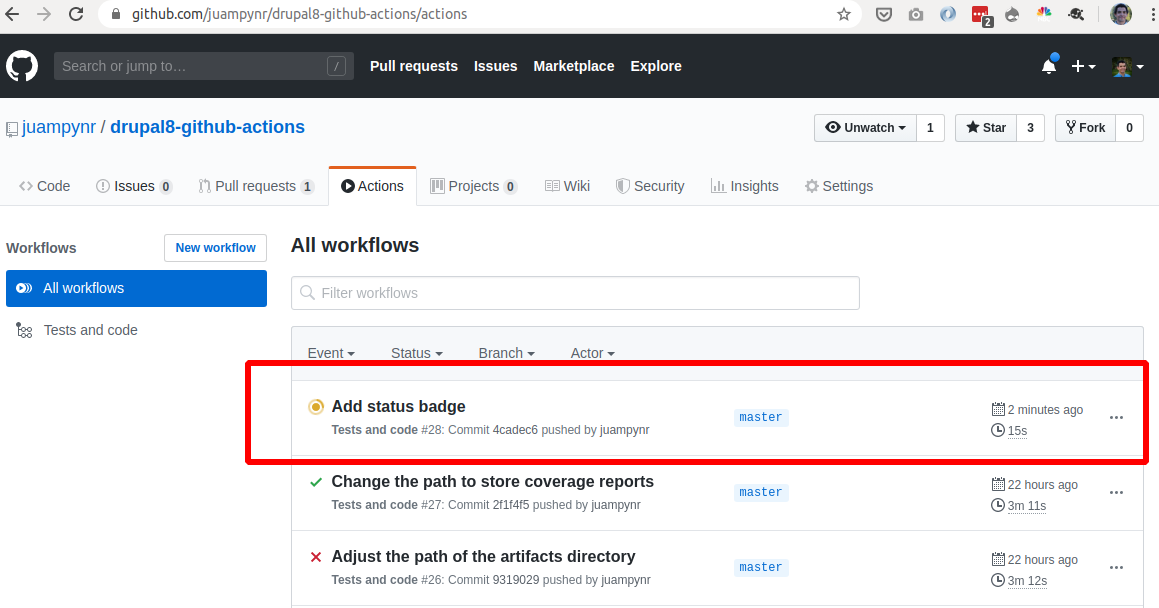 github.com/juampynr/drupal8-github-actions/actions
2
Search or jump to… /
Pull requests Issues Marketplace Explore
juampynr / drupal8-github-actions
Unwatch 1 Star 3 Fork 0
Code Issues 0 Pull requests 1 Actions Projects 0 Wiki Security Insights Settings
Workflows
New workflow
All workflows
Tests and code
All workflows
Filter workflows
Event Status Branch Actor
Add status badge
Tests and code #28: Commit 4cadec6 pushed by juampynr
master
2 minutes ago
15s
Change the path to store coverage reports
Tests and code #27: Commit 2f1f4f5 pushed by juampynr
master
22 hours ago
3m 11s
Adjust the path of the artifacts directory
Tests and code #26: Commit 9319029 pushed by juampynr
master
22 hours ago
3m 12s